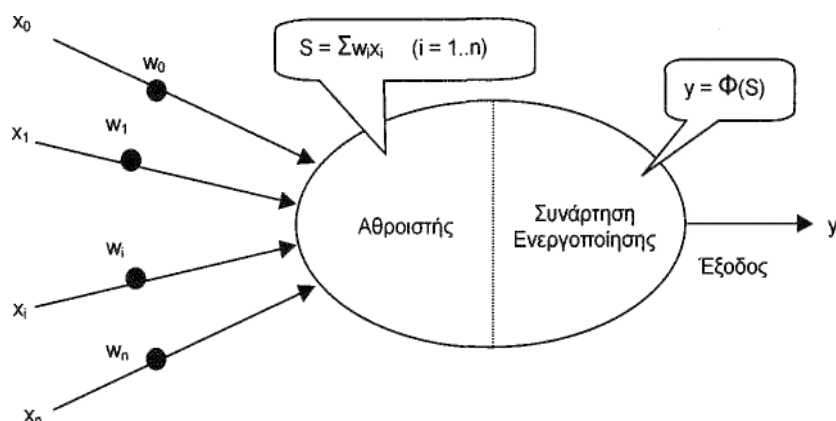 x₀
w₀
S = Σwᵢxᵢ (i = 1..n)
y = Φ(S)
w₁
x₁
Αθροιστής
Συνάρτηση
Ενεργοποίησης
y
Έξοδος
wᵢ
xᵢ
wₙ
xₙ